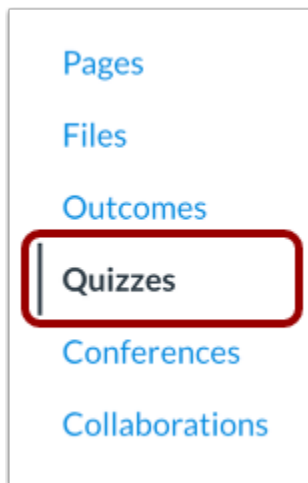 Pages
Files
Outcomes
Quizzes
Conferences
Collaborations